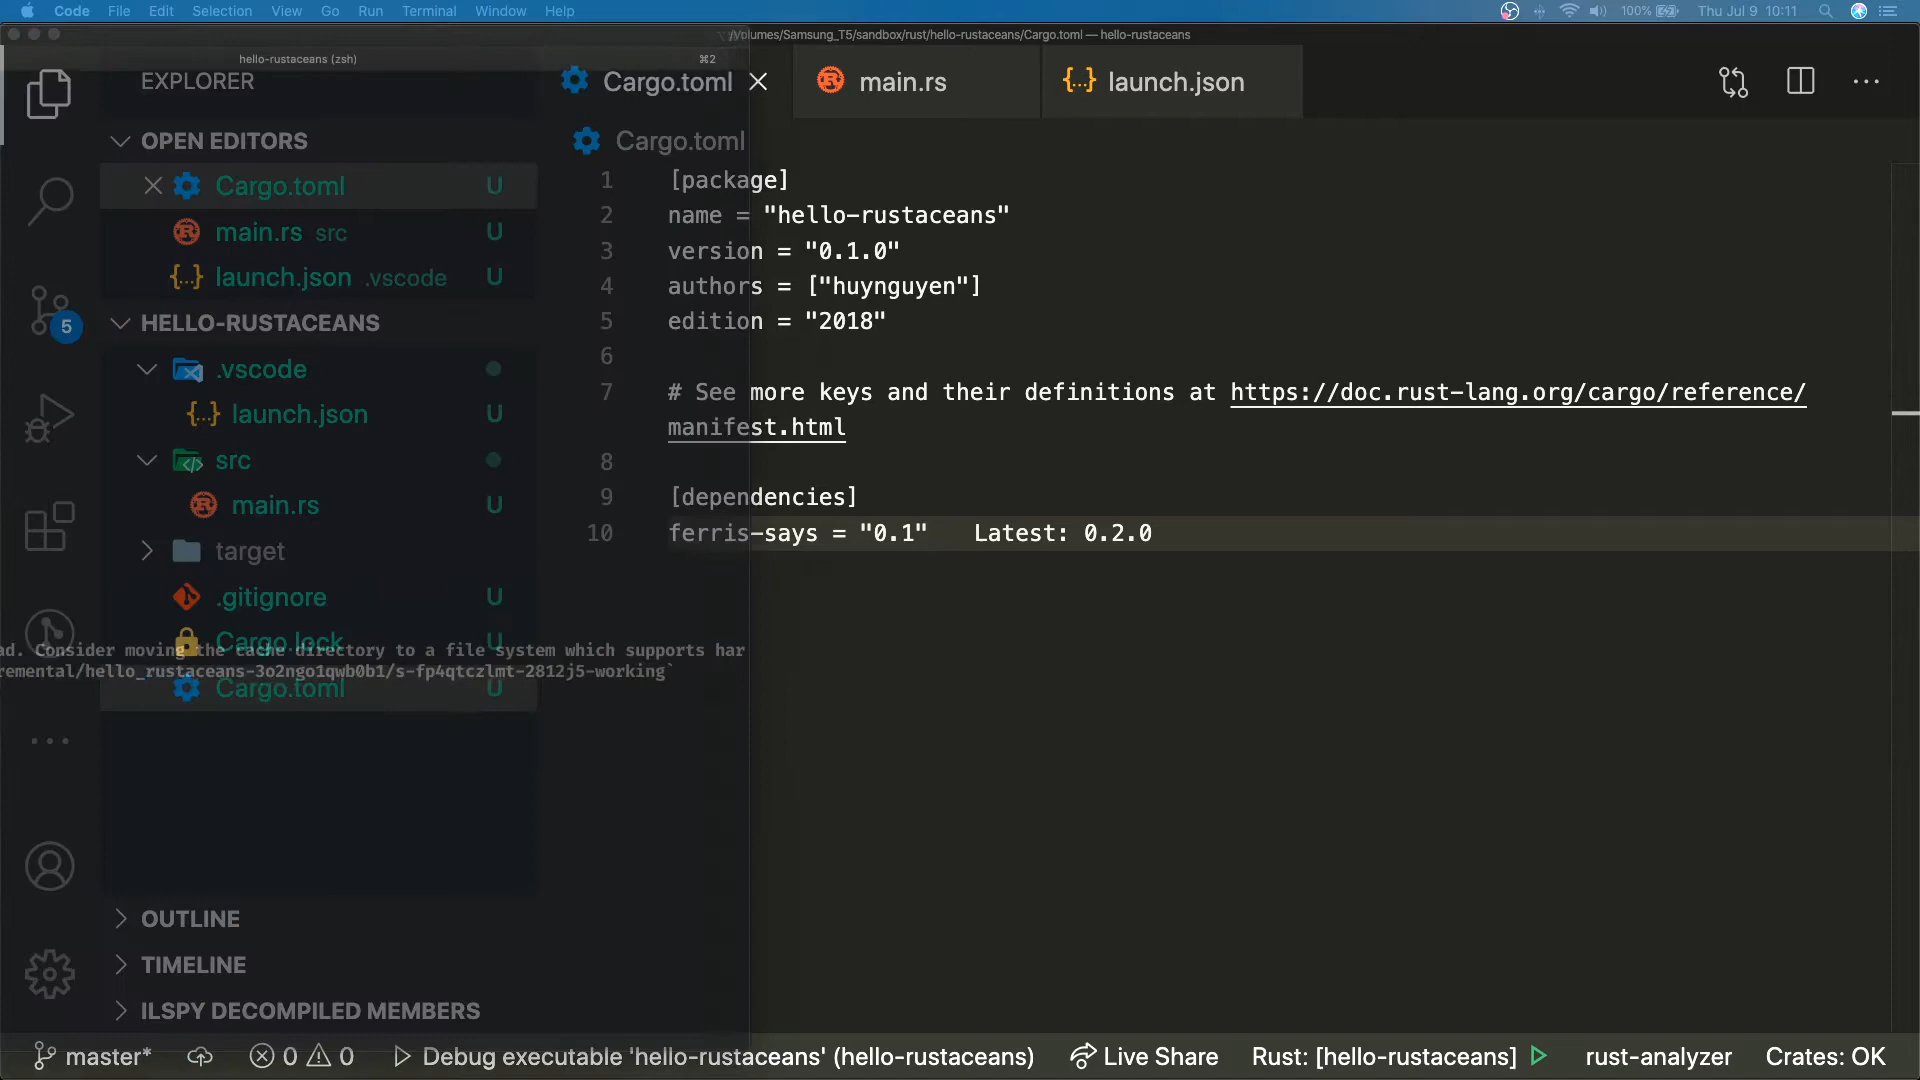 Code File Edit Selection View Go Run Terminal Window Help 100% Thu Jul 9 10:11
/Volumes/Samsung_T5/sandbox/rust/hello-rustaceans/Cargo.toml — hello-rustaceans
hello-rustaceans (zsh) ⌘2
EXPLORER
Cargo.toml main.rs {..} launch.json ...
OPEN EDITORS
Cargo.toml U
main.rs src U
{..} launch.json .vscode U
HELLO-RUSTACEANS
.vscode
{..} launch.json U
src
main.rs U
target
.gitignore U
Cargo.lock U
Cargo.toml U
ad. Consider moving the cache directory to a file system which supports har
remental/hello_rustaceans-3o2ngo1qwb0b1/s-fp4qtczlmt-2812j5-working`
OUTLINE
TIMELINE
ILSPY DECOMPILED MEMBERS
5
Cargo.toml
1 [package]
2 name = "hello-rustaceans"
3 version = "0.1.0"
4 authors = ["huynguyen"]
5 edition = "2018"
6
7 # See more keys and their definitions at https://doc.rust-lang.org/cargo/reference/
manifest.html
8
9 [dependencies]
10 ferris-says = "0.1" Latest: 0.2.0
master* 0 0 Debug executable 'hello-rustaceans' (hello-rustaceans) Live Share Rust: [hello-rustaceans] rust-analyzer Crates: OK